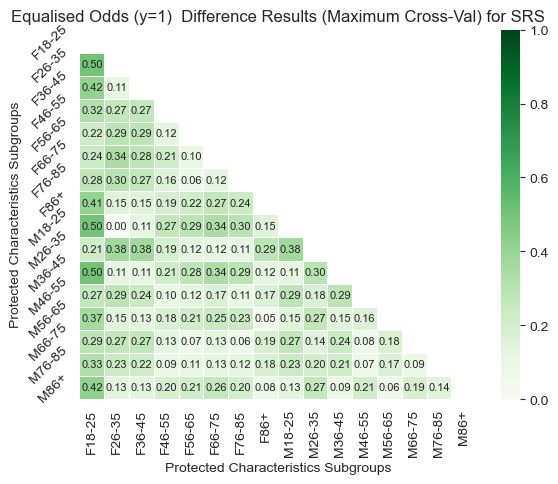 Equalised Odds (y=1)  Difference Results (Maximum Cross-Val) for SRS
Protected Characteristics Subgroups
F18-25
F26-35
F36-45
F46-55
F56-65
F66-75
F76-85
F86+
M18-25
M26-35
M36-45
M46-55
M56-65
M66-75
M76-85
M86+
0.50
0.42 0.11
0.32 0.27 0.27
0.22 0.29 0.29 0.12
0.24 0.34 0.28 0.21 0.10
0.28 0.30 0.27 0.16 0.06 0.12
0.41 0.15 0.15 0.19 0.22 0.27 0.24
0.50 0.00 0.11 0.27 0.29 0.34 0.30 0.15
0.21 0.38 0.38 0.19 0.12 0.12 0.11 0.29 0.38
0.50 0.11 0.11 0.21 0.28 0.34 0.29 0.12 0.11 0.30
0.27 0.29 0.24 0.10 0.12 0.17 0.11 0.17 0.29 0.18 0.29
0.37 0.15 0.13 0.18 0.21 0.25 0.23 0.05 0.15 0.27 0.15 0.16
0.29 0.27 0.27 0.13 0.07 0.13 0.06 0.19 0.27 0.14 0.24 0.08 0.18
0.33 0.23 0.22 0.09 0.11 0.13 0.12 0.18 0.23 0.20 0.21 0.07 0.17 0.09
0.42 0.13 0.13 0.20 0.21 0.26 0.20 0.08 0.13 0.27 0.09 0.21 0.06 0.19 0.14
F18-25 F26-35 F36-45 F46-55 F56-65 F66-75 F76-85 F86+ M18-25 M26-35 M36-45 M46-55 M56-65 M66-75 M76-85 M86+
Protected Characteristics Subgroups
1.0
0.8
0.6
0.4
0.2
0.0